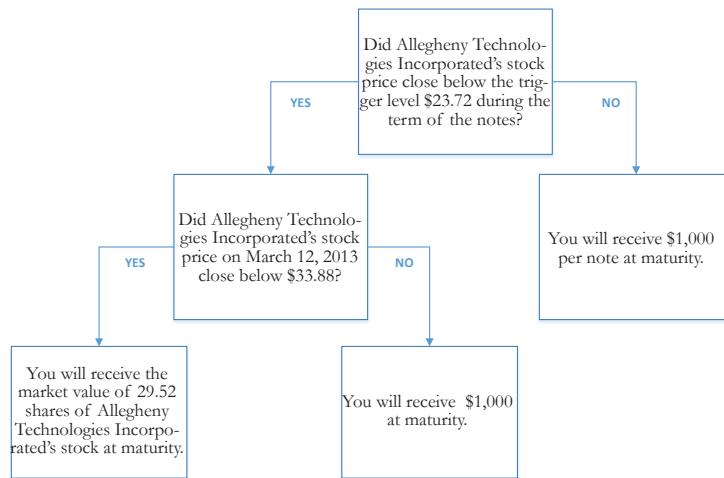 Did Allegheny Technolo-
gies Incorporated's stock
price close below the trig-
ger level $23.72 during the
term of the notes?
YES
NO
Did Allegheny Technolo-
gies Incorporated's stock
price on March 12, 2013
close below $33.88?
You will receive $1,000
per note at maturity.
YES
NO
You will receive the
market value of 29.52
shares of Allegheny
Technologies Incorpo-
rated's stock at maturity.
You will receive $1,000
at maturity.